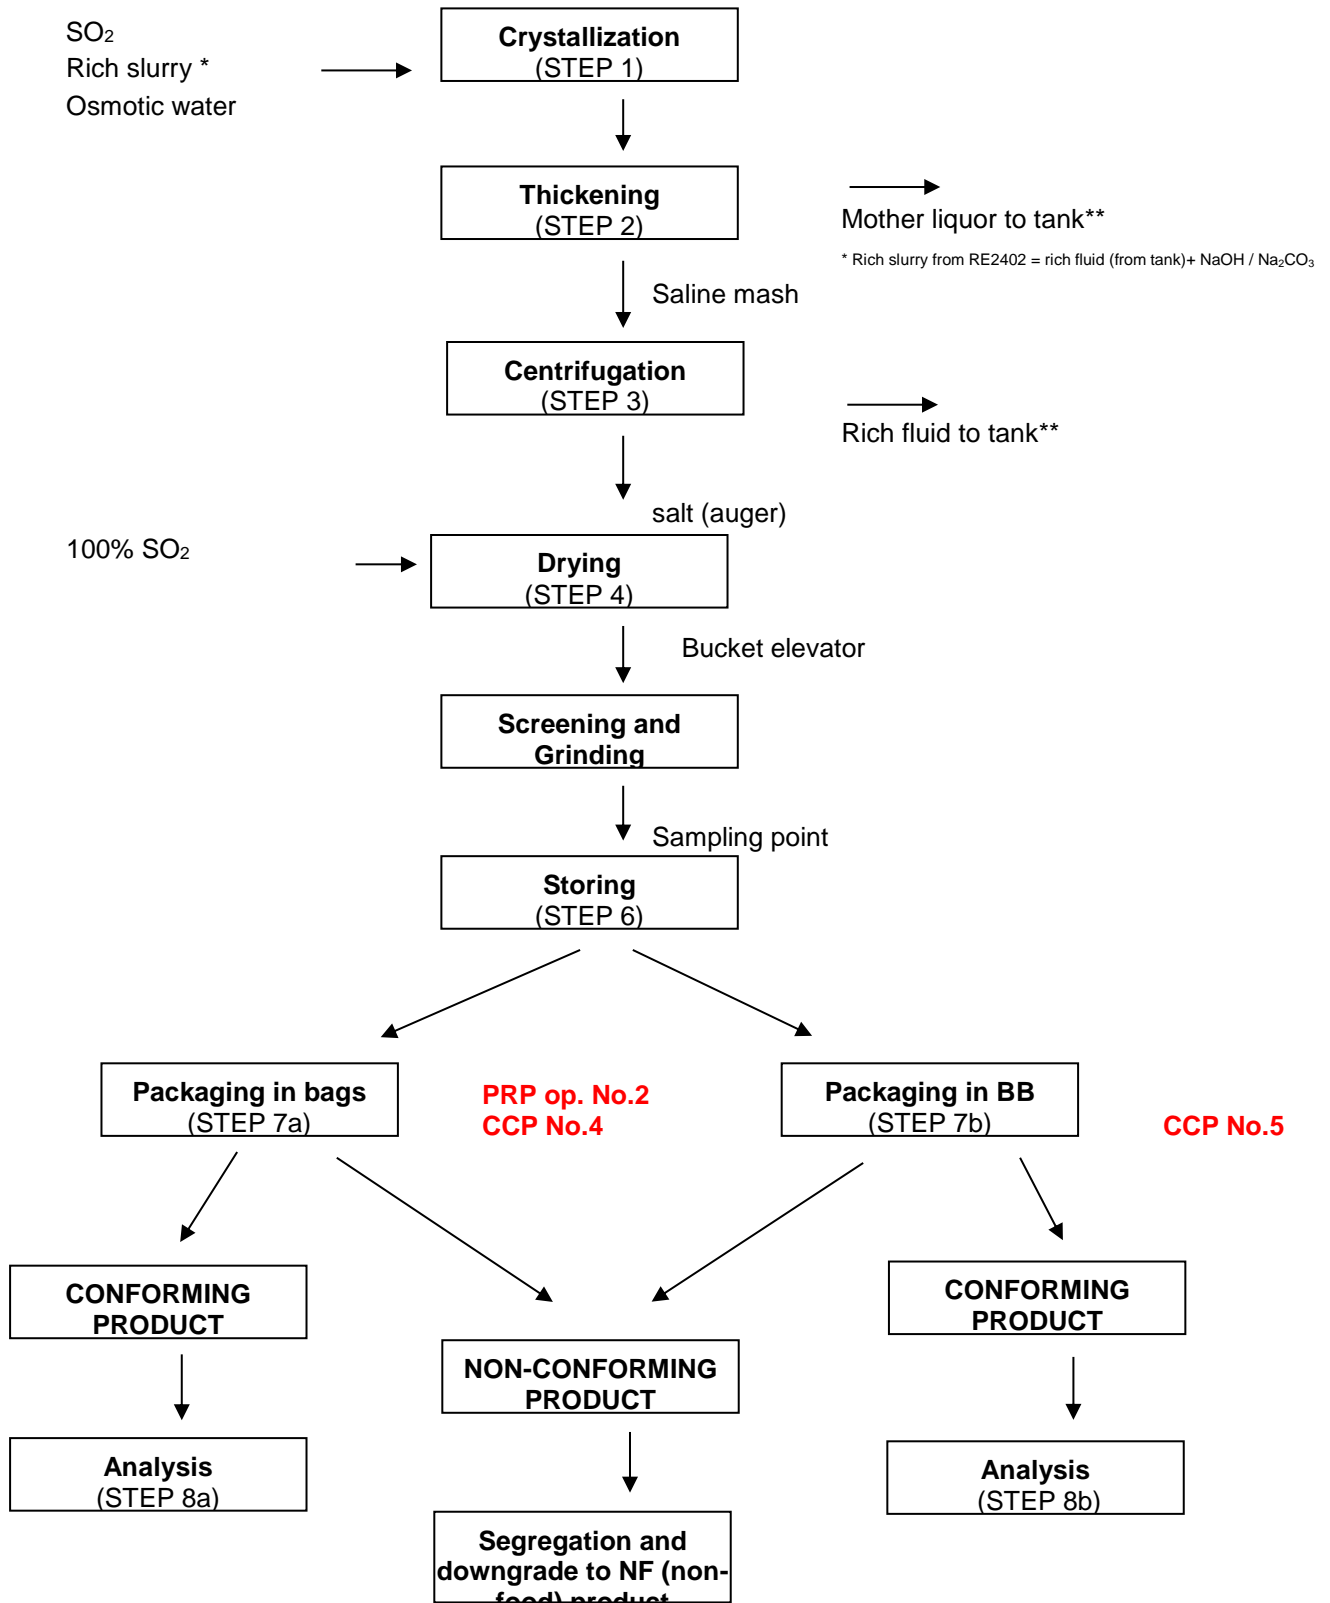 SO₂
Rich slurry *
Osmotic water
Crystallization
(STEP 1)
Thickening
(STEP 2)
Mother liquor to tank**
* Rich slurry from RE2402 = rich fluid (from tank)+ NaOH / Na₂CO₃
Saline mash
Centrifugation
(STEP 3)
Rich fluid to tank**
salt (auger)
100% SO₂
Drying
(STEP 4)
Bucket elevator
Screening and
Grinding
Sampling point
Storing
(STEP 6)
Packaging in bags
(STEP 7a)
PRP op. No.2
CCP No.4
Packaging in BB
(STEP 7b)
CCP No.5
CONFORMING
PRODUCT
NON-CONFORMING
PRODUCT
CONFORMING
PRODUCT
Analysis
(STEP 8a)
Analysis
(STEP 8b)
Segregation and
downgrade to NF (non-
food) product